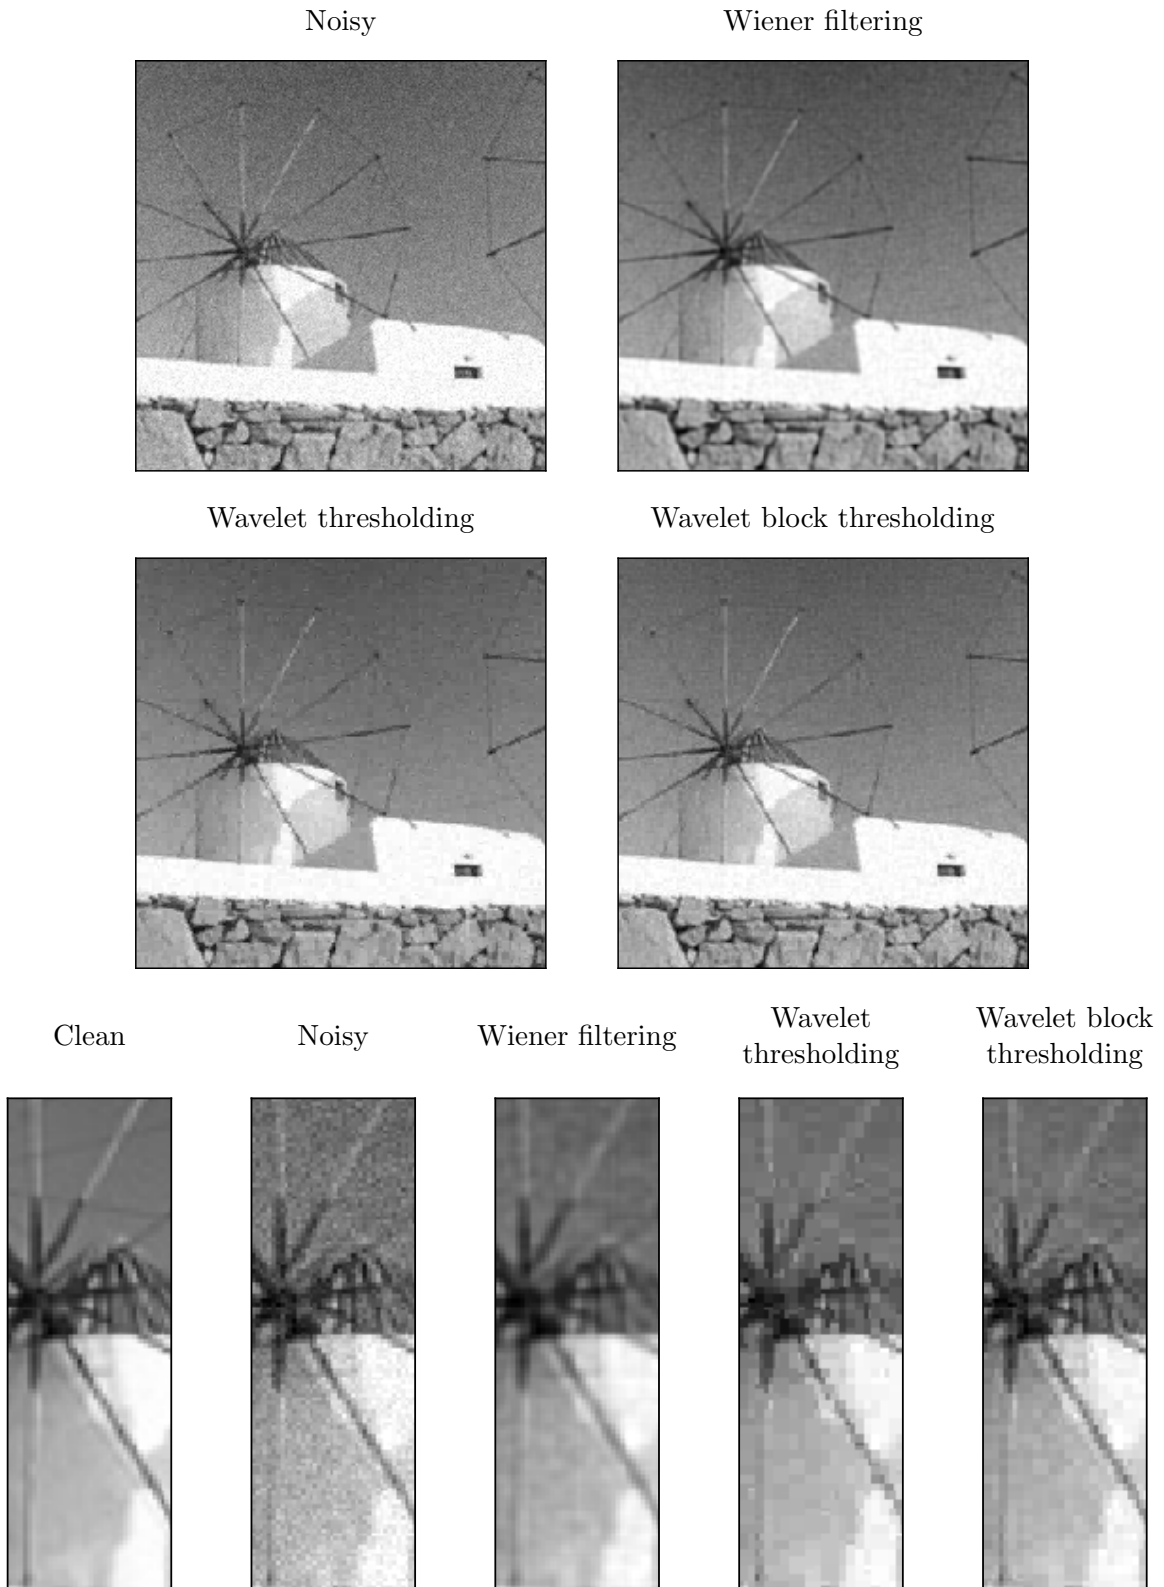 Noisy
Wiener filtering
Wavelet thresholding
Wavelet block thresholding
Clean
Noisy
Wiener filtering
Wavelet
thresholding
Wavelet block
thresholding